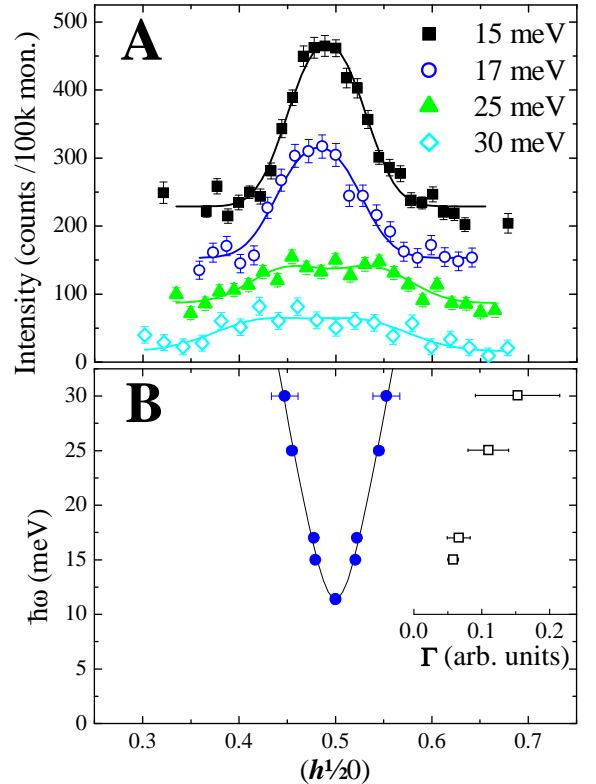 A
15 meV
17 meV
25 meV
30 meV
500
400
300
200
100
0
Intensity (counts /100k mon.)
B
30
25
20
15
10
5
0
ħω (meV)
0.0 0.1 0.2
Γ (arb. units)
0.3 0.4 0.5 0.6 0.7
(h½0)